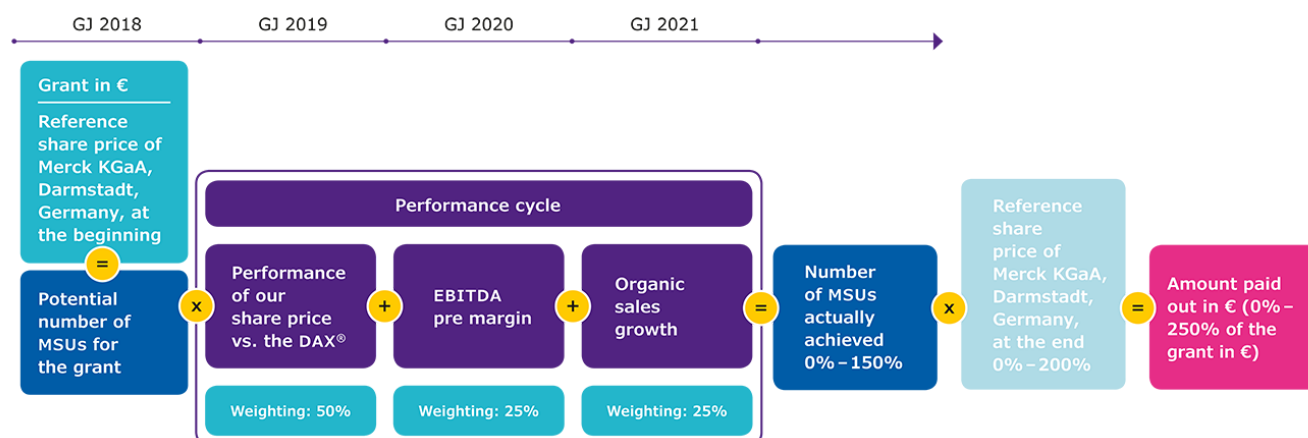 GJ 2018
GJ 2019
GJ 2020
GJ 2021
Grant in €
Reference
share price of
Merck KGaA,
Darmstadt,
Germany, at
the beginning
=
Potential
number of
MSUs for
the grant
x
Performance cycle
Performance
of our
share price
vs. the DAX®
+
EBITDA
pre margin
+
Organic
sales
growth
Weighting: 50%
Weighting: 25%
Weighting: 25%
=
Number
of MSUs
actually
achieved
0%–150%
x
Reference
share
price of
Merck KGaA,
Darmstadt,
Germany,
at the end
0%–200%
=
Amount paid
out in € (0%–
250% of the
grant in €)